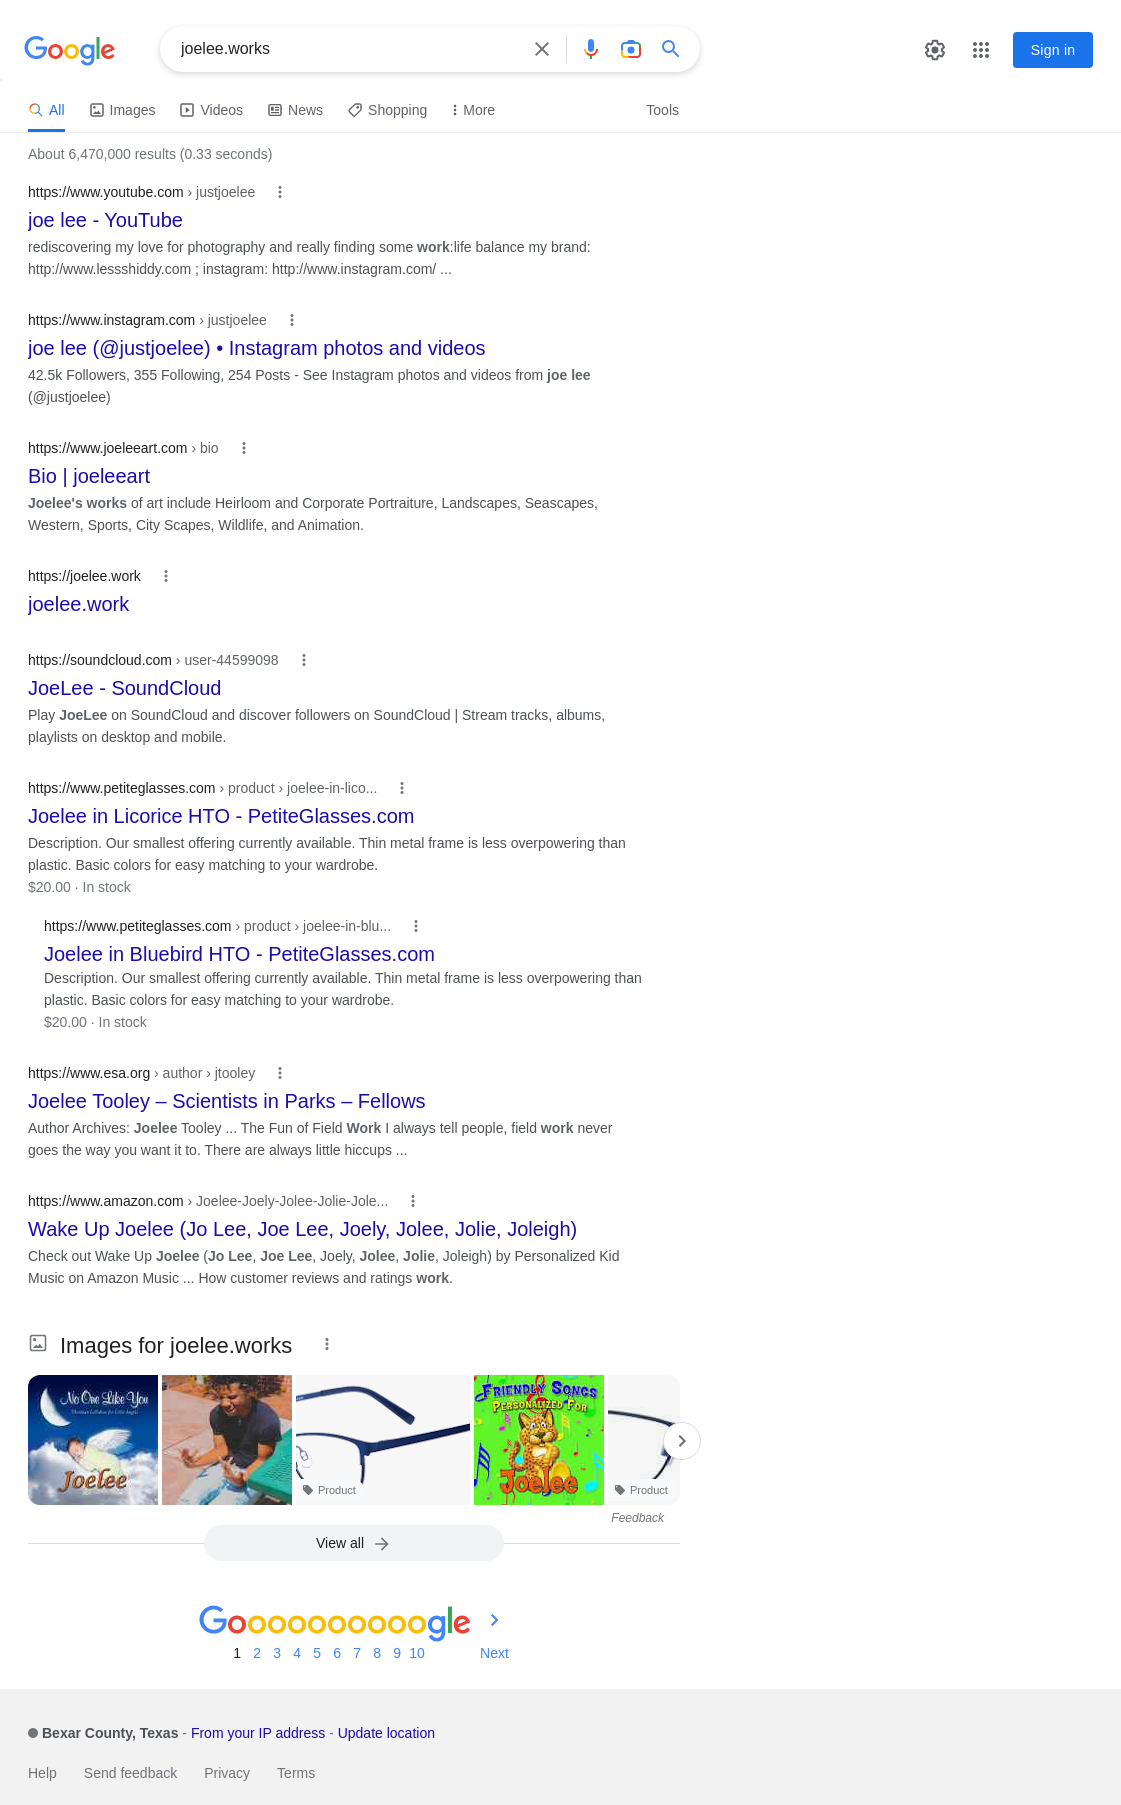 Google
joelee.works
Sign in
All
Images
Videos
News
Shopping
More
Tools
About 6,470,000 results (0.33 seconds)
https://www.youtube.com › justjoelee
joe lee - YouTube
rediscovering my love for photography and really finding some work:life balance my brand:
http://www.lessshiddy.com ; instagram: http://www.instagram.com/ ...
https://www.instagram.com › justjoelee
joe lee (@justjoelee) • Instagram photos and videos
42.5k Followers, 355 Following, 254 Posts - See Instagram photos and videos from joe lee
(@justjoelee)
https://www.joeleeart.com › bio
Bio | joeleeart
Joelee's works of art include Heirloom and Corporate Portraiture, Landscapes, Seascapes,
Western, Sports, City Scapes, Wildlife, and Animation.
https://joelee.work
joelee.work
https://soundcloud.com › user-44599098
JoeLee - SoundCloud
Play JoeLee on SoundCloud and discover followers on SoundCloud | Stream tracks, albums,
playlists on desktop and mobile.
https://www.petiteglasses.com › product › joelee-in-lico...
Joelee in Licorice HTO - PetiteGlasses.com
Description. Our smallest offering currently available. Thin metal frame is less overpowering than
plastic. Basic colors for easy matching to your wardrobe.
$20.00 · In stock
https://www.petiteglasses.com › product › joelee-in-blu...
Joelee in Bluebird HTO - PetiteGlasses.com
Description. Our smallest offering currently available. Thin metal frame is less overpowering than
plastic. Basic colors for easy matching to your wardrobe.
$20.00 · In stock
https://www.esa.org › author › jtooley
Joelee Tooley – Scientists in Parks – Fellows
Author Archives: Joelee Tooley ... The Fun of Field Work I always tell people, field work never
goes the way you want it to. There are always little hiccups ...
https://www.amazon.com › Joelee-Joely-Jolee-Jolie-Jole...
Wake Up Joelee (Jo Lee, Joe Lee, Joely, Jolee, Jolie, Joleigh)
Check out Wake Up Joelee (Jo Lee, Joe Lee, Joely, Jolee, Jolie, Joleigh) by Personalized Kid
Music on Amazon Music ... How customer reviews and ratings work.
Images for joelee.works
No One Like You
Christian Lullabies for Little Angels
Joelee
Product
FRIENDLY SONGS
PERSONALIZED FOR
Joelee
Product
Feedback
View all
Goooooooooogle
1 2 3 4 5 6 7 8 9 10 Next
Bexar County, Texas - From your IP address - Update location
Help Send feedback Privacy Terms